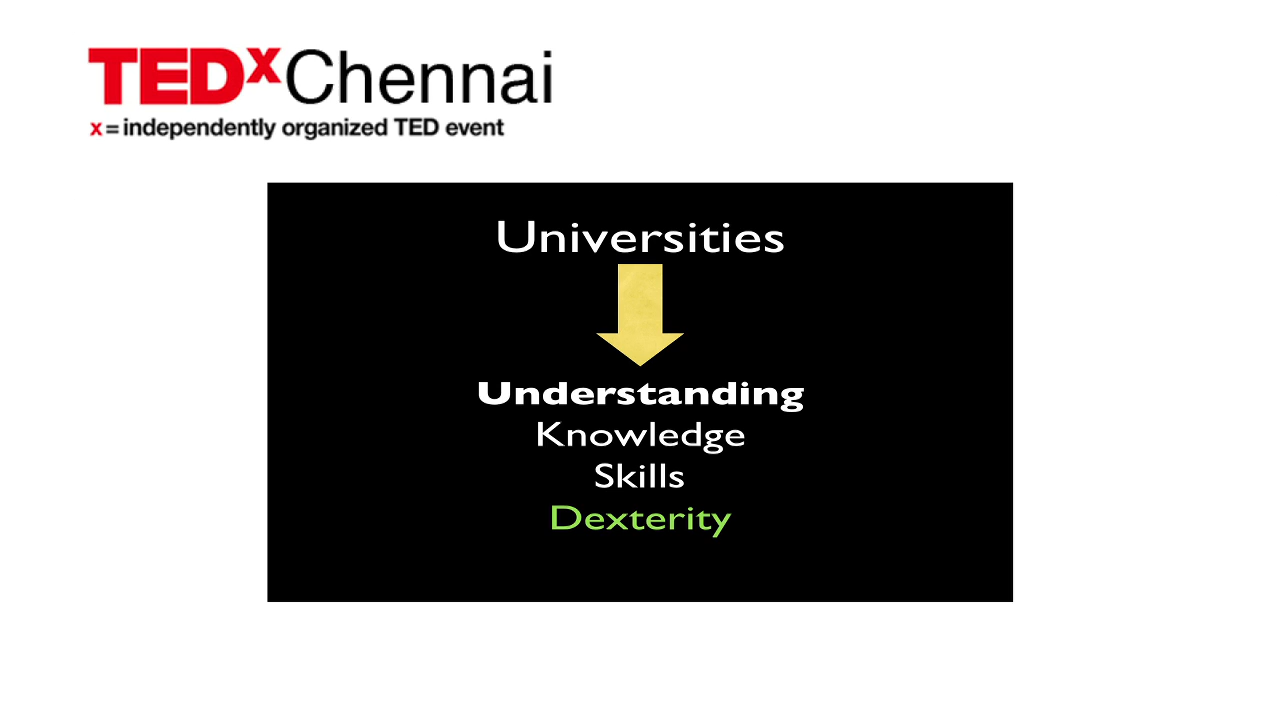 TEDxChennai
x = independently organized TED event
Universities
Understanding
Knowledge
Skills
Dexterity